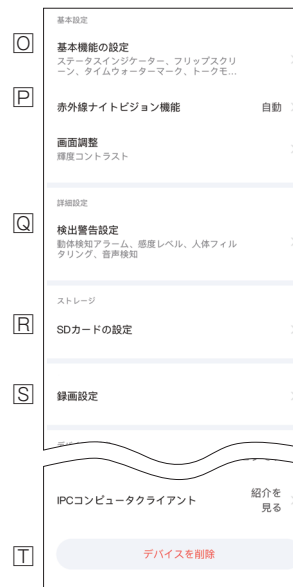 基本設定
O
基本機能の設定
ステータスインジケーター、フリップスクリ
ーン、タイムウォーターマーク、トークモ...
P
赤外線ナイトビジョン機能 自動
画面調整
輝度コントラスト
詳細設定
Q
検出警告設定
動体検知アラーム、感度レベル、人体フィル
タリング、音声検知
ストレージ
R
SDカードの設定
S
録画設定
IPCコンピュータクライアント 紹介を
見る
T
デバイスを削除